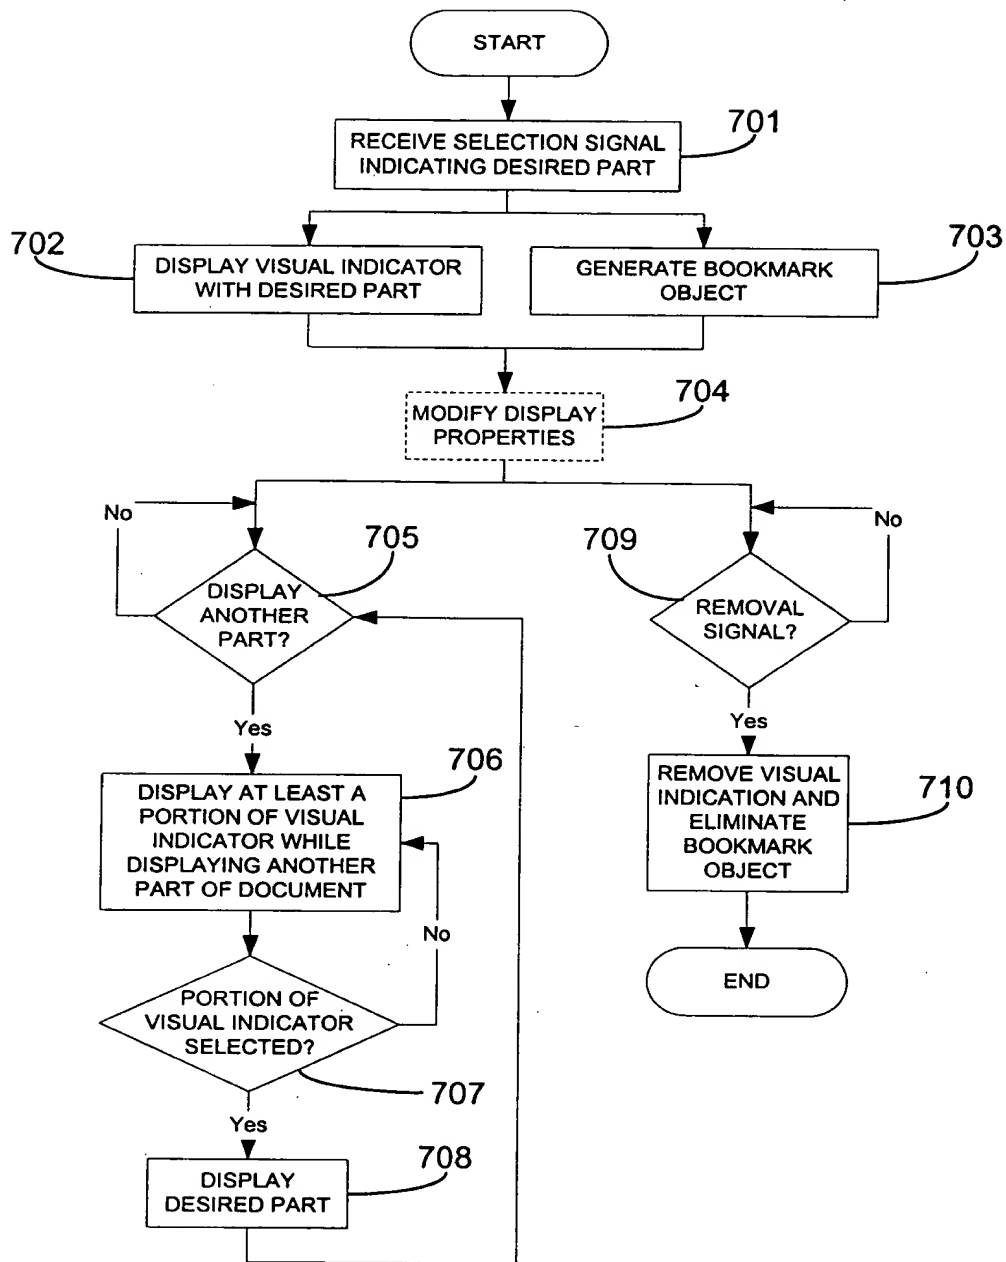 START
701
RECEIVE SELECTION SIGNAL
INDICATING DESIRED PART
702
DISPLAY VISUAL INDICATOR
WITH DESIRED PART
703
GENERATE BOOKMARK
OBJECT
704
MODIFY DISPLAY
PROPERTIES
No
705
DISPLAY
ANOTHER
PART?
Yes
706
DISPLAY AT LEAST A
PORTION OF VISUAL
INDICATOR WHILE
DISPLAYING ANOTHER
PART OF DOCUMENT
No
PORTION OF
VISUAL INDICATOR
SELECTED?
707
Yes
708
DISPLAY
DESIRED PART
No
709
REMOVAL
SIGNAL?
Yes
REMOVE VISUAL
INDICATION AND
ELIMINATE
BOOKMARK
OBJECT
710
END